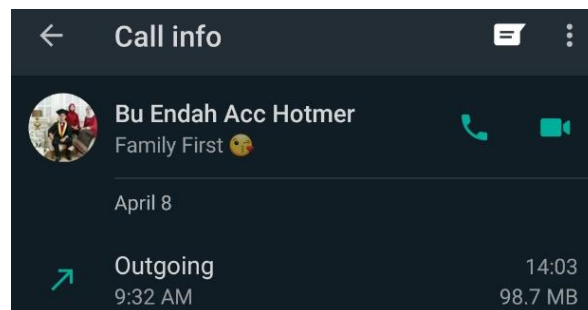 Call info
Bu Endah Acc Hotmer
Family First 😘
April 8
Outgoing 14:03
9:32 AM 98.7 MB